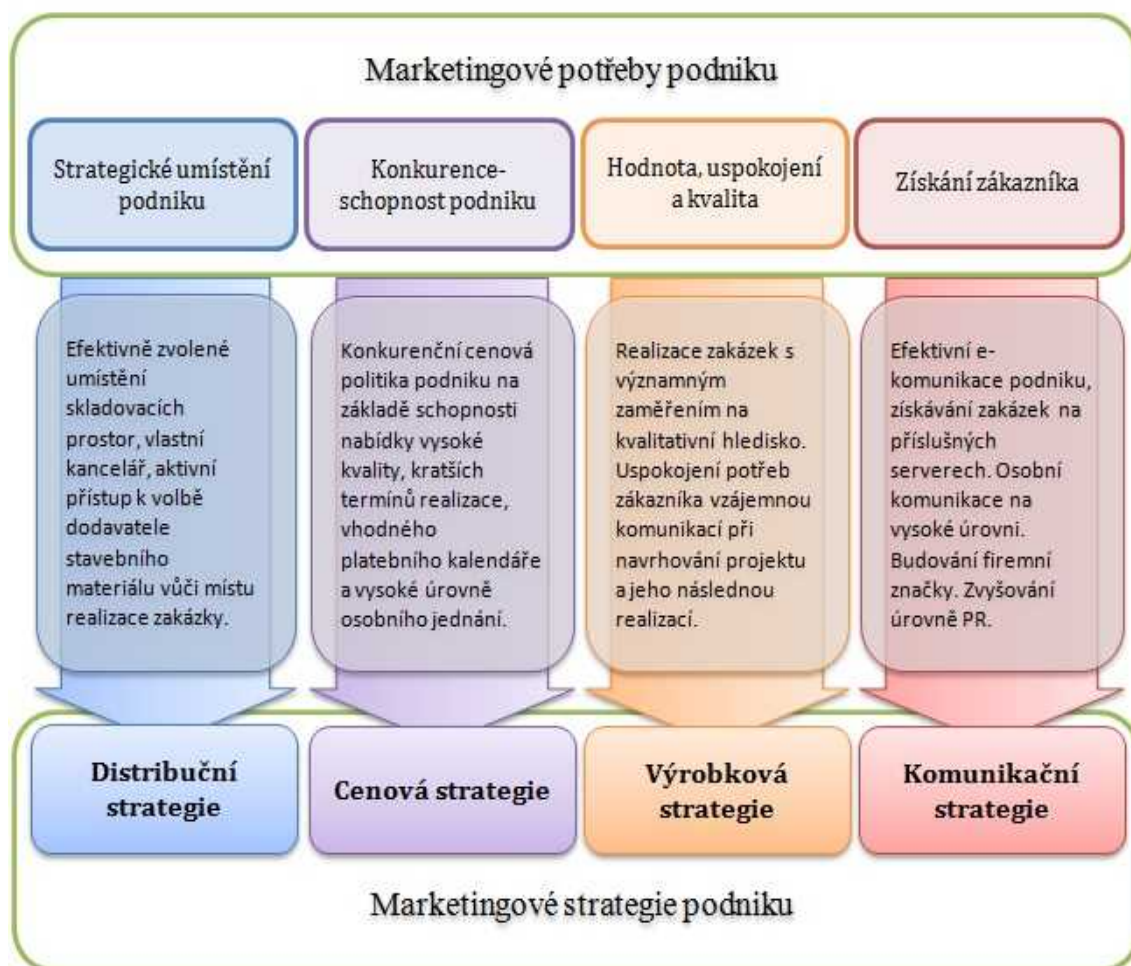 Marketingové potřeby podniku
Strategické umístění
podniku
Konkurence-
schopnost podniku
Hodnota, uspokojení
a kvalita
Získání zákazníka
Efektivně zvolené
umístění
skladovacích
prostor, vlastní
kancelář, aktivní
přístup k volbě
dodavatele
stavebního
materiálu vůči místu
realizace zakázky.
Konkurenční cenová
politika podniku na
základě schopnosti
nabídky vysoké
kvality, kratších
termínů realizace,
vhodného
platebního kalendáře
a vysoké úrovně
osobního jednání.
Realizace zakázek s
významným
zaměřením na
kvalitativní hledisko.
Uspokojení potřeb
zákazníka vzájemnou
komunikací při
navrhování projektu
a jeho následnou
realizací.
Efektivní e-
komunikace podniku,
získávání zakázek na
příslušných
serverech. Osobní
komunikace na
vysoké úrovni.
Budování firemní
značky. Zvyšování
úrovně PR.
Distribuční
strategie
Cenová strategie
Výrobková
strategie
Komunikační
strategie
Marketingové strategie podniku